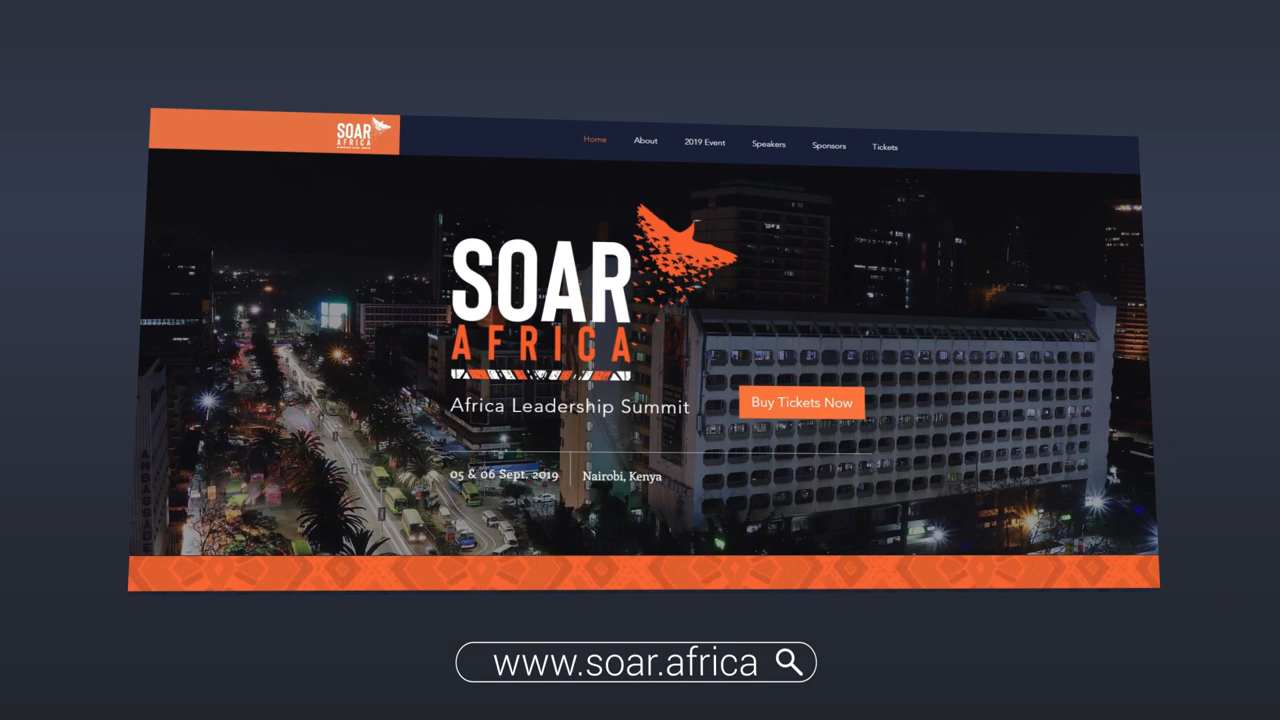 SOAR
AFRICA
Home About 2019 Event Speakers Sponsors Tickets
SOAR
AFRICA
Africa Leadership Summit
Buy Tickets Now
05 & 06 Sept. 2019 Nairobi, Kenya
www.soar.africa